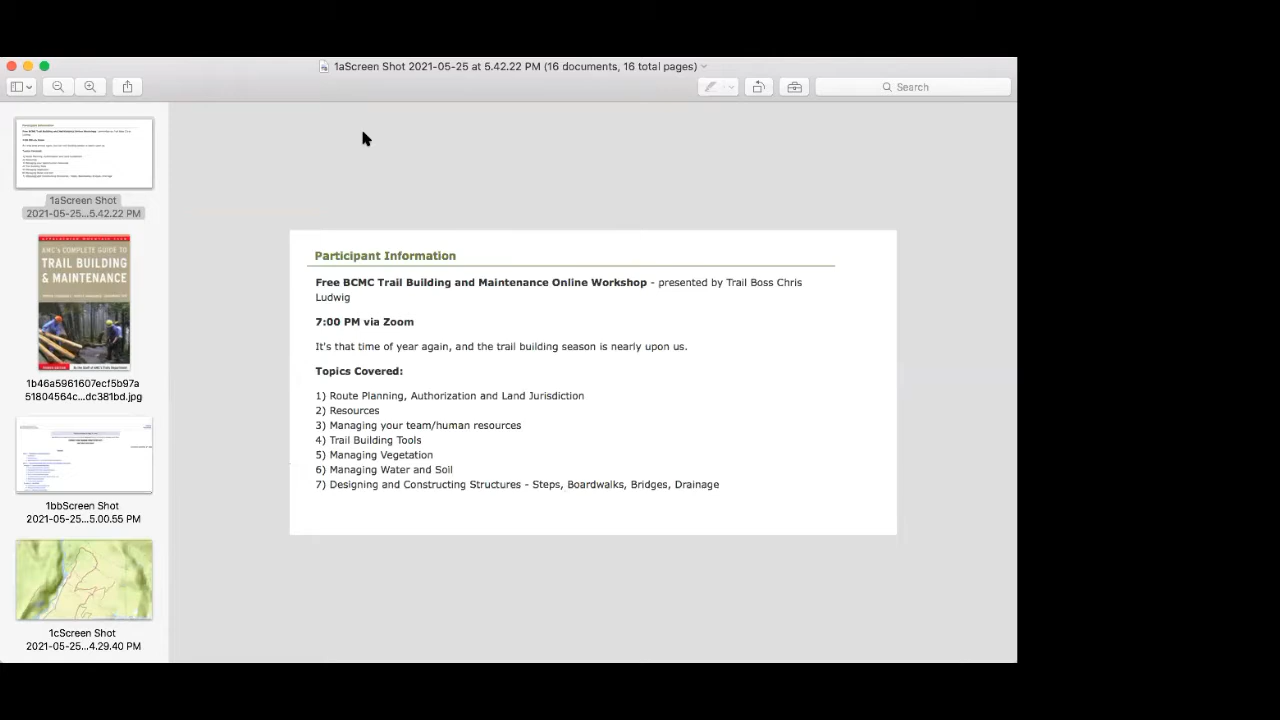 1aScreen Shot 2021-05-25 at 5.42.22 PM (16 documents, 16 total pages)
Search
1aScreen Shot
2021-05-25...5.42.22 PM
AMC'S COMPLETE GUIDE TO
TRAIL BUILDING
& MAINTENANCE
1b46a5961607ecf5b97a
51804564c...dc381bd.jpg
1bbScreen Shot
2021-05-25...5.00.55 PM
1cScreen Shot
2021-05-25...4.29.40 PM
Participant Information
Free BCMC Trail Building and Maintenance Online Workshop - presented by Trail Boss Chris
Ludwig
7:00 PM via Zoom
It's that time of year again, and the trail building season is nearly upon us.
Topics Covered:
1) Route Planning, Authorization and Land Jurisdiction
2) Resources
3) Managing your team/human resources
4) Trail Building Tools
5) Managing Vegetation
6) Managing Water and Soil
7) Designing and Constructing Structures - Steps, Boardwalks, Bridges, Drainage